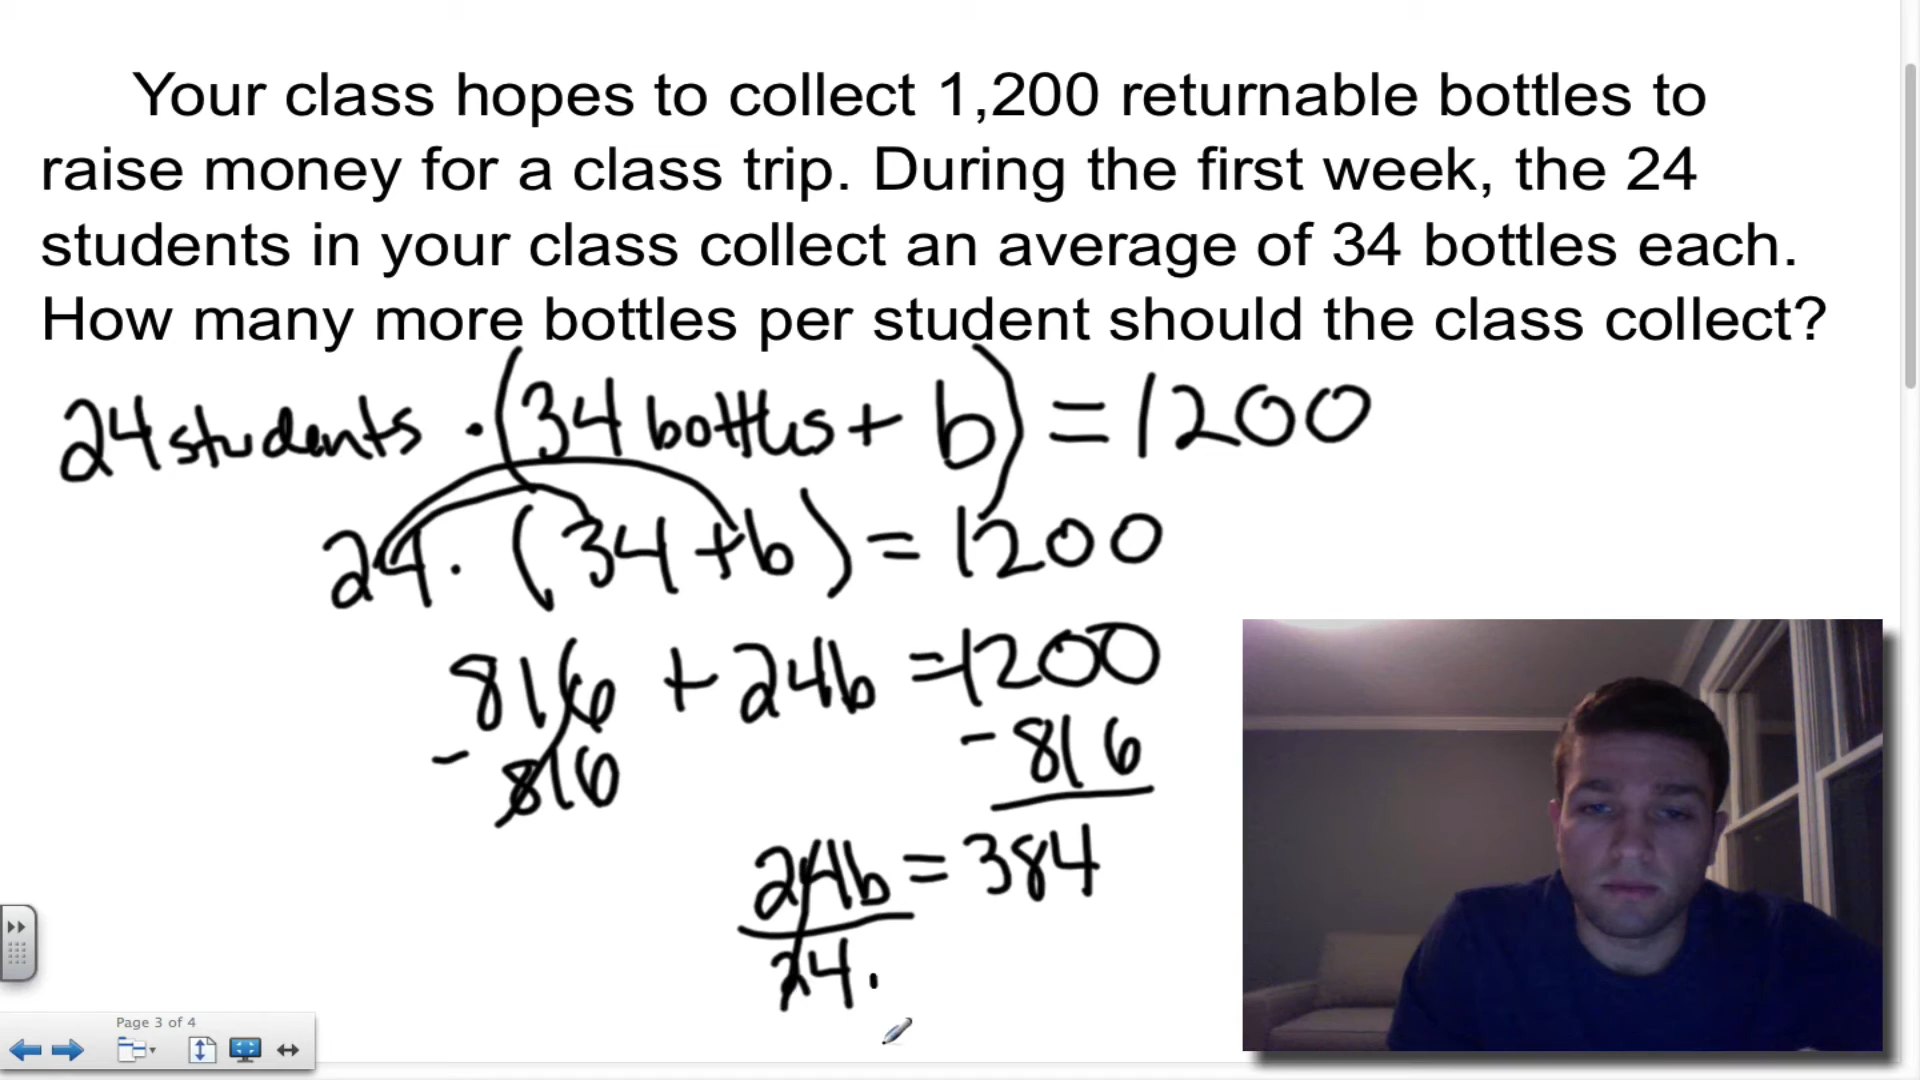 Your class hopes to collect 1,200 returnable bottles to
raise money for a class trip. During the first week, the 24
students in your class collect an average of 34 bottles each.
How many more bottles per student should the class collect?
24 students · (34 bottles + b) = 1200
24 · (34 + b) = 1200
816 + 24b = 1200
- 816 - 816
24b = 384
24
Page 3 of 4